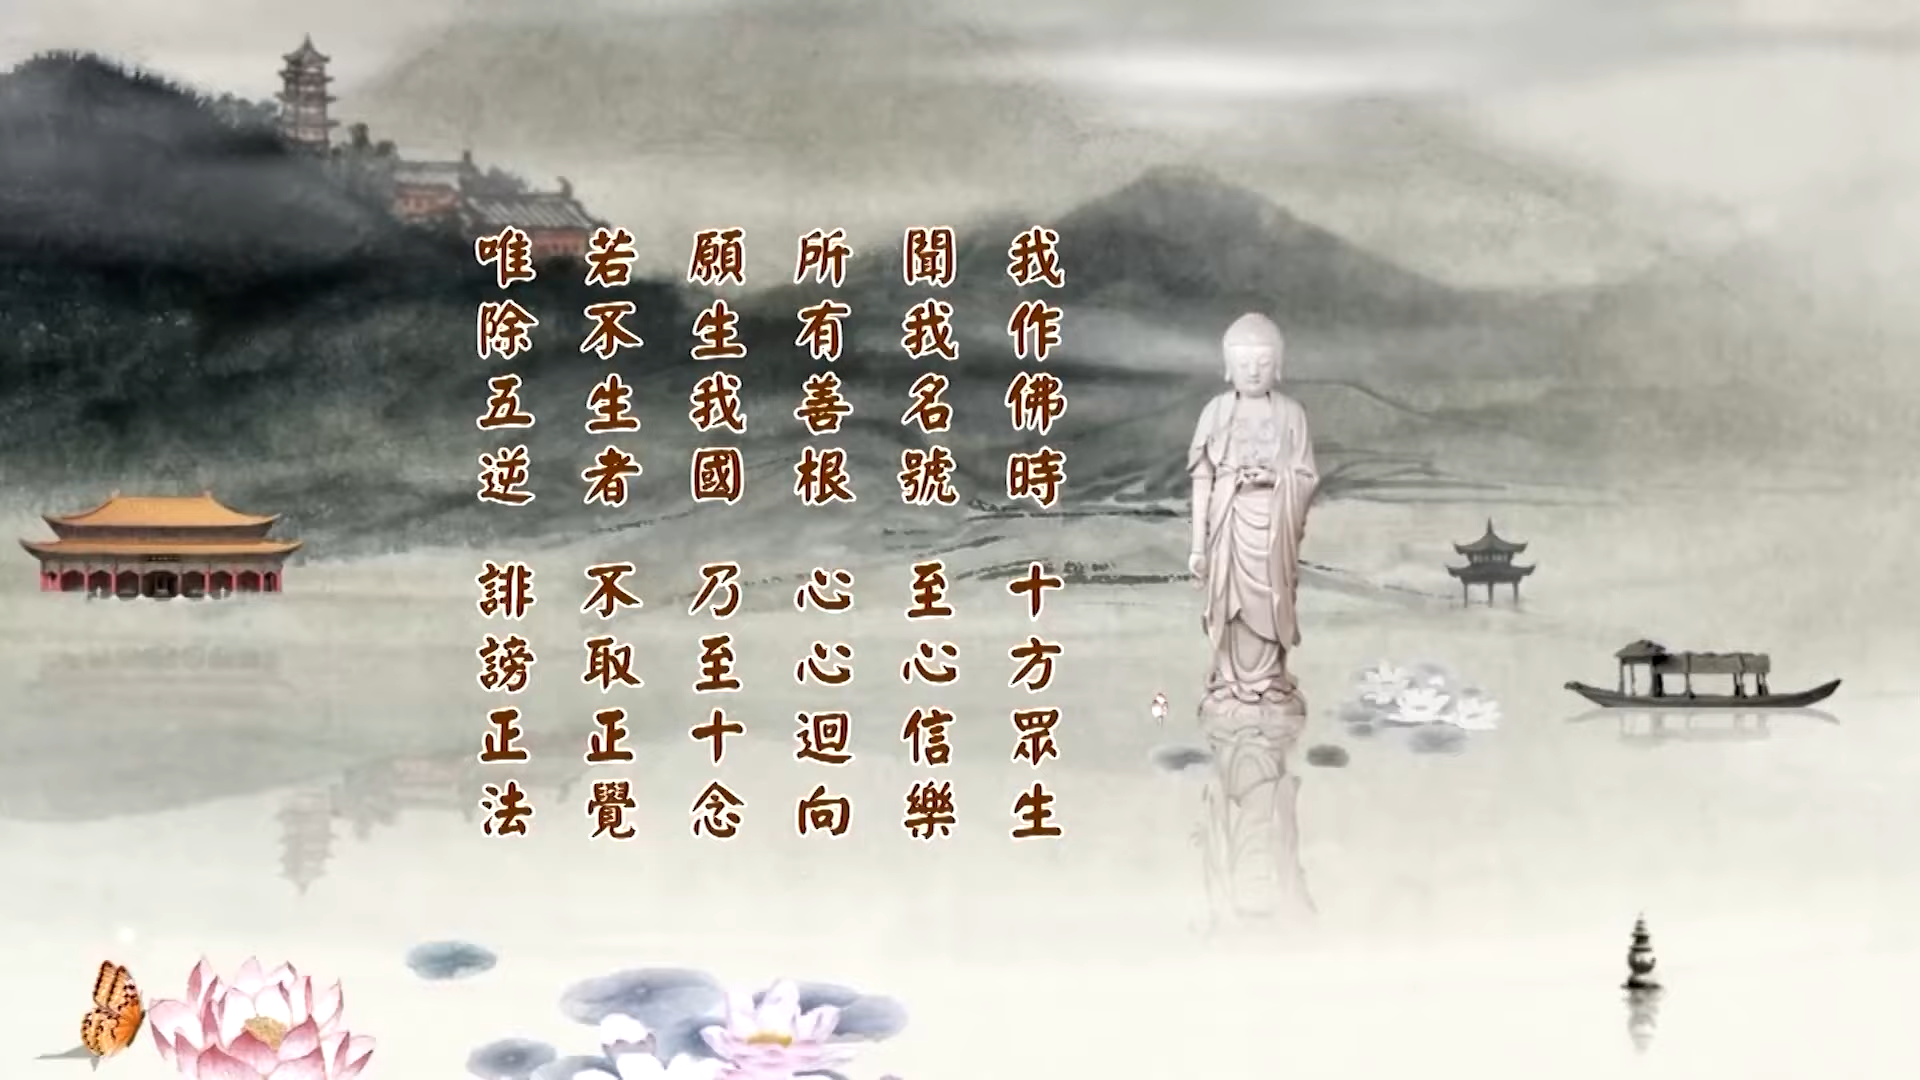 我作佛時 十方眾生
聞我名號 至心信樂
所有善根 心心迴向
願生我國 乃至十念
若不生者 不取正覺
唯除五逆 誹謗正法